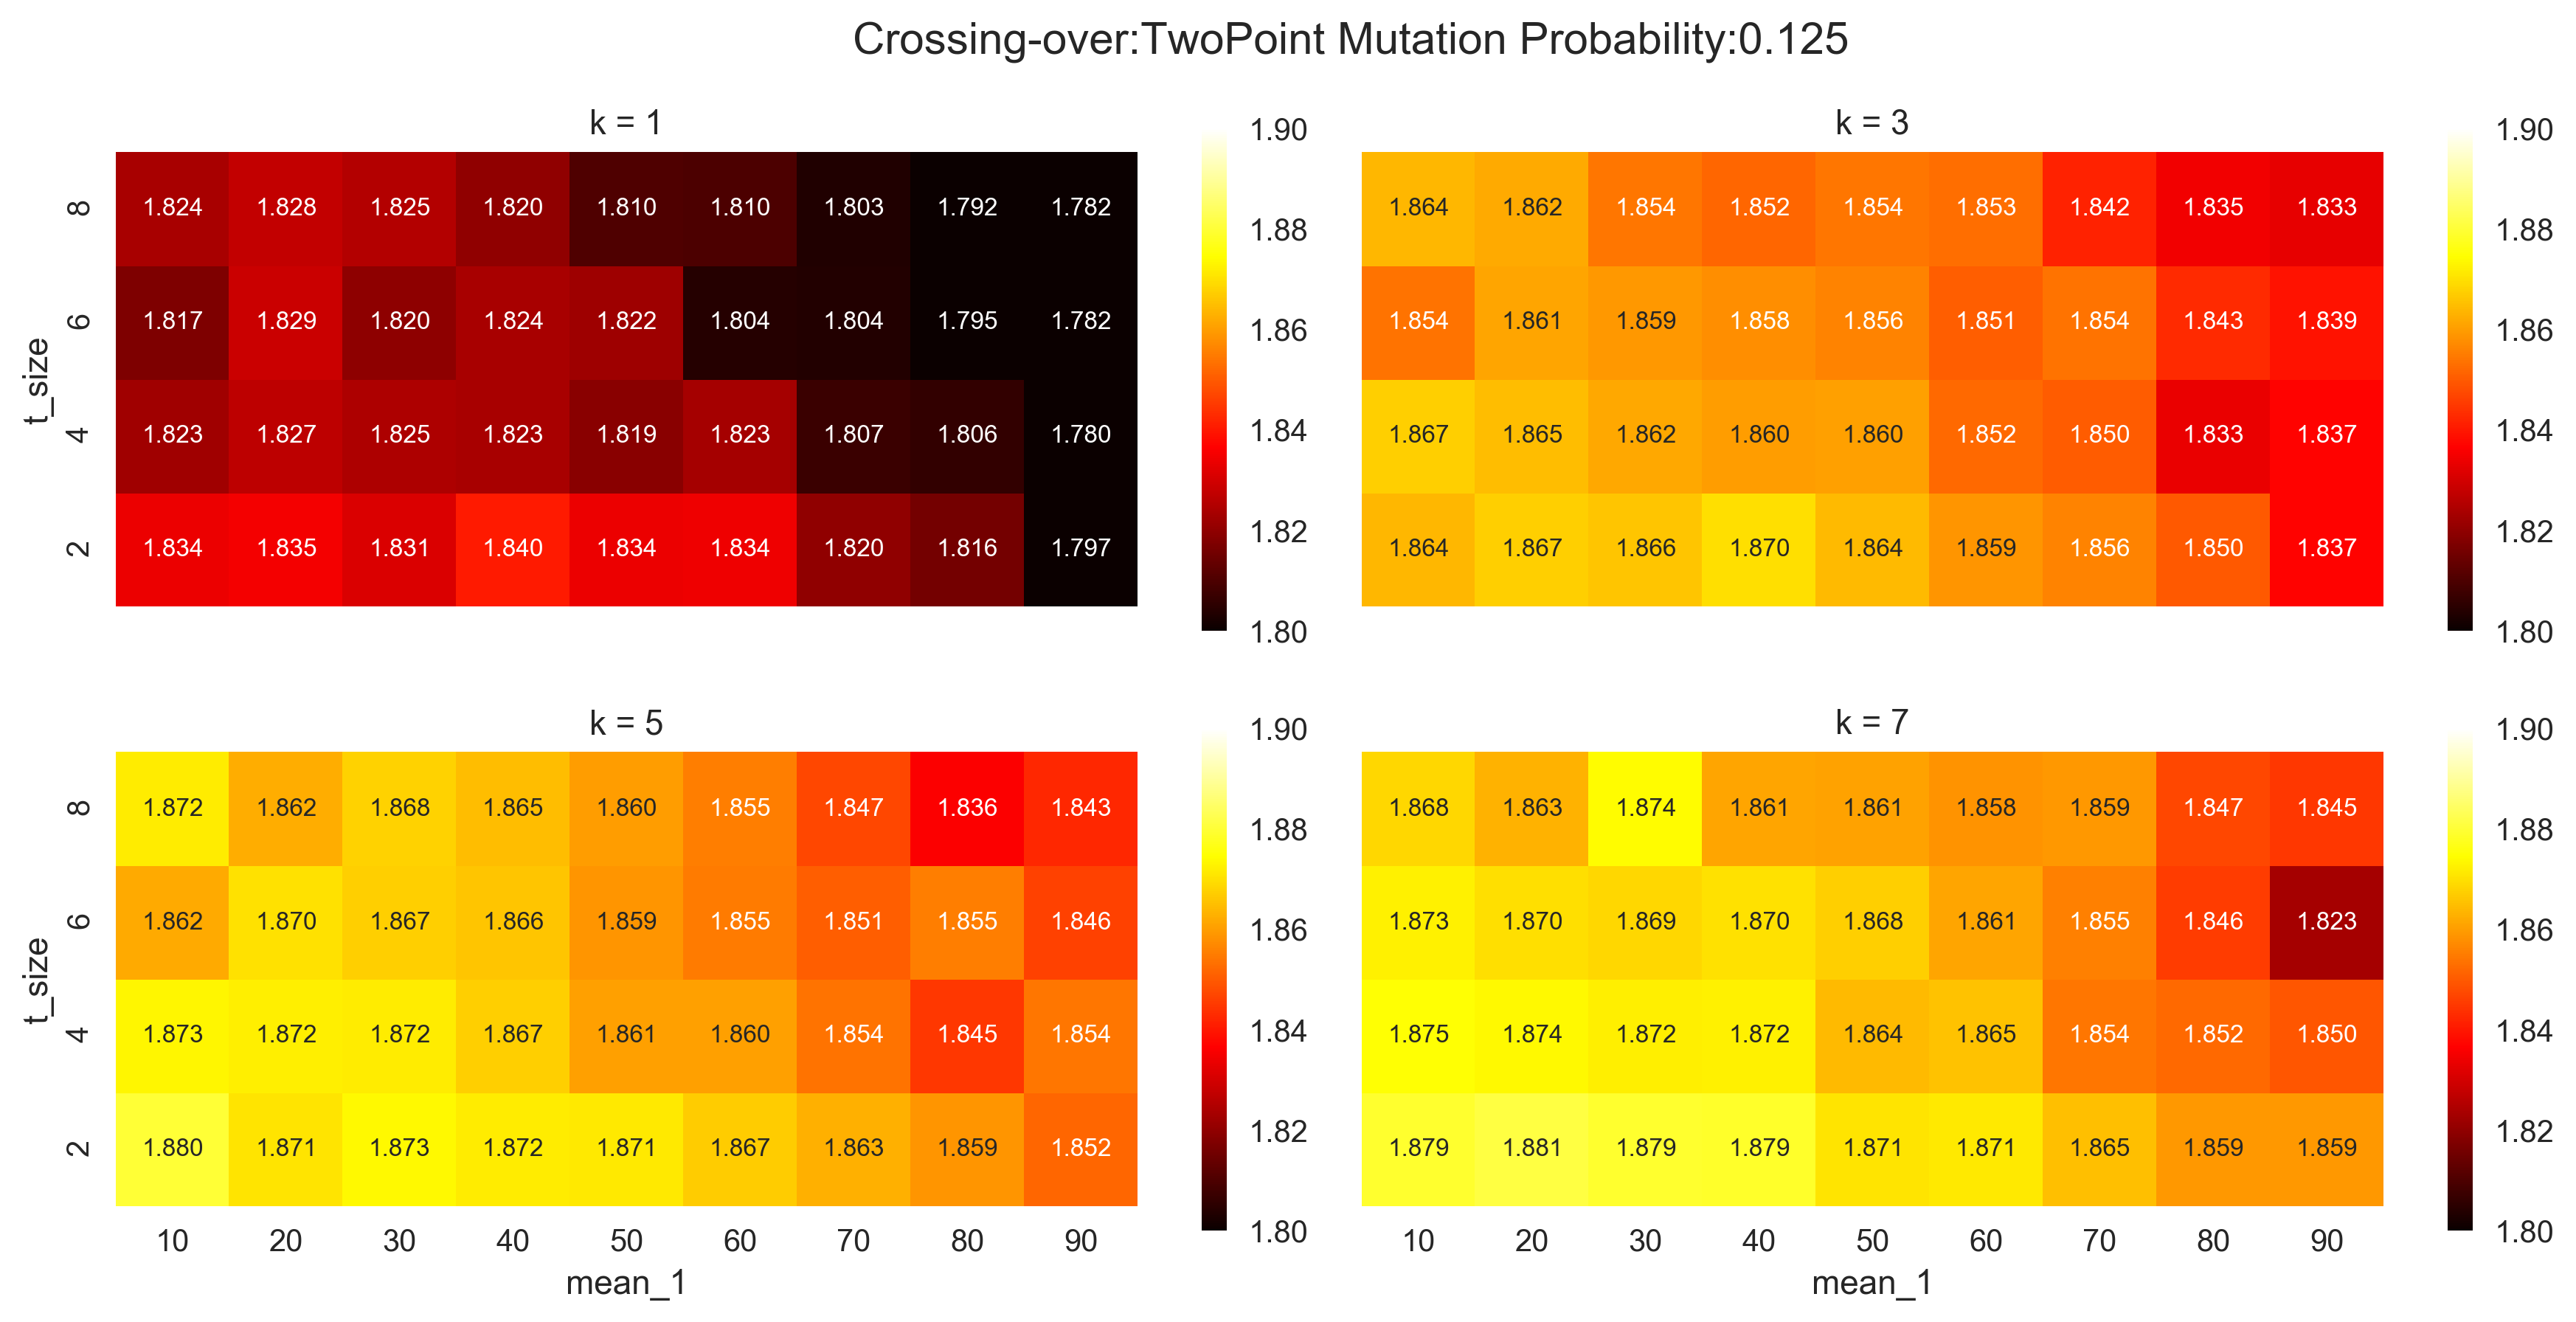 Crossing-over:TwoPoint Mutation Probability:0.125
k = 1
t_size
8 1.824 1.828 1.825 1.820 1.810 1.810 1.803 1.792 1.782
6 1.817 1.829 1.820 1.824 1.822 1.804 1.804 1.795 1.782
4 1.823 1.827 1.825 1.823 1.819 1.823 1.807 1.806 1.780
2 1.834 1.835 1.831 1.840 1.834 1.834 1.820 1.816 1.797
1.90
1.88
1.86
1.84
1.82
1.80
k = 3
1.864 1.862 1.854 1.852 1.854 1.853 1.842 1.835 1.833
1.854 1.861 1.859 1.858 1.856 1.851 1.854 1.843 1.839
1.867 1.865 1.862 1.860 1.860 1.852 1.850 1.833 1.837
1.864 1.867 1.866 1.870 1.864 1.859 1.856 1.850 1.837
1.90
1.88
1.86
1.84
1.82
1.80
k = 5
t_size
8 1.872 1.862 1.868 1.865 1.860 1.855 1.847 1.836 1.843
6 1.862 1.870 1.867 1.866 1.859 1.855 1.851 1.855 1.846
4 1.873 1.872 1.872 1.867 1.861 1.860 1.854 1.845 1.854
2 1.880 1.871 1.873 1.872 1.871 1.867 1.863 1.859 1.852
10 20 30 40 50 60 70 80 90
mean_1
1.90
1.88
1.86
1.84
1.82
1.80
k = 7
1.868 1.863 1.874 1.861 1.861 1.858 1.859 1.847 1.845
1.873 1.870 1.869 1.870 1.868 1.861 1.855 1.846 1.823
1.875 1.874 1.872 1.872 1.864 1.865 1.854 1.852 1.850
1.879 1.881 1.879 1.879 1.871 1.871 1.865 1.859 1.859
10 20 30 40 50 60 70 80 90
mean_1
1.90
1.88
1.86
1.84
1.82
1.80